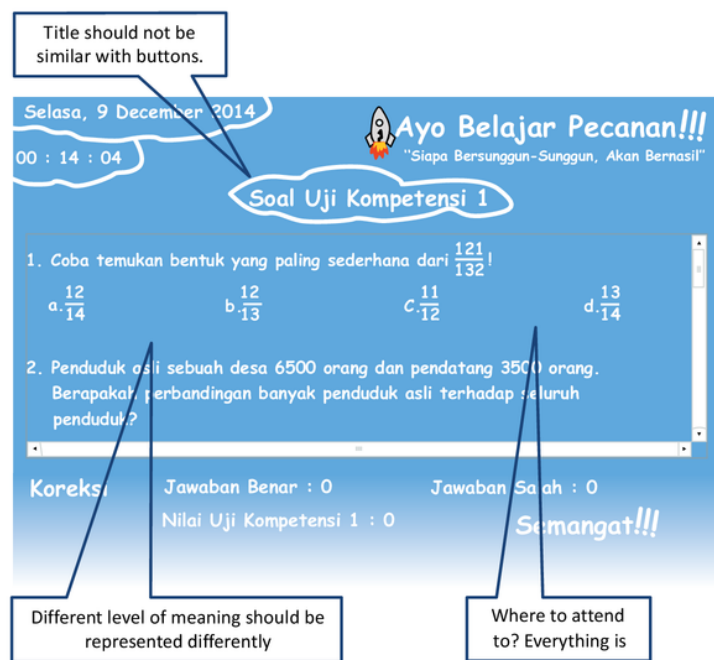 Title should not be
similar with buttons.
Selasa, 9 December 2014
00 : 14 : 04
Ayo Belajar Pecanan!!!
"Siapa Bersunggun-Sunggun, Akan Bernasil"
Soal Uji Kompetensi 1
1. Coba temukan bentuk yang paling sederhana dari 121/132 !
a. 12/14 b. 12/13 c. 11/12 d. 13/14
2. Penduduk asli sebuah desa 6500 orang dan pendatang 3500 orang.
Berapakah perbandingan banyak penduduk asli terhadap seluruh
penduduk?
Koreksi Jawaban Benar : 0 Jawaban Salah : 0
Nilai Uji Kompetensi 1 : 0 Semangat!!!
Different level of meaning should be
represented differently
Where to attend
to? Everything is